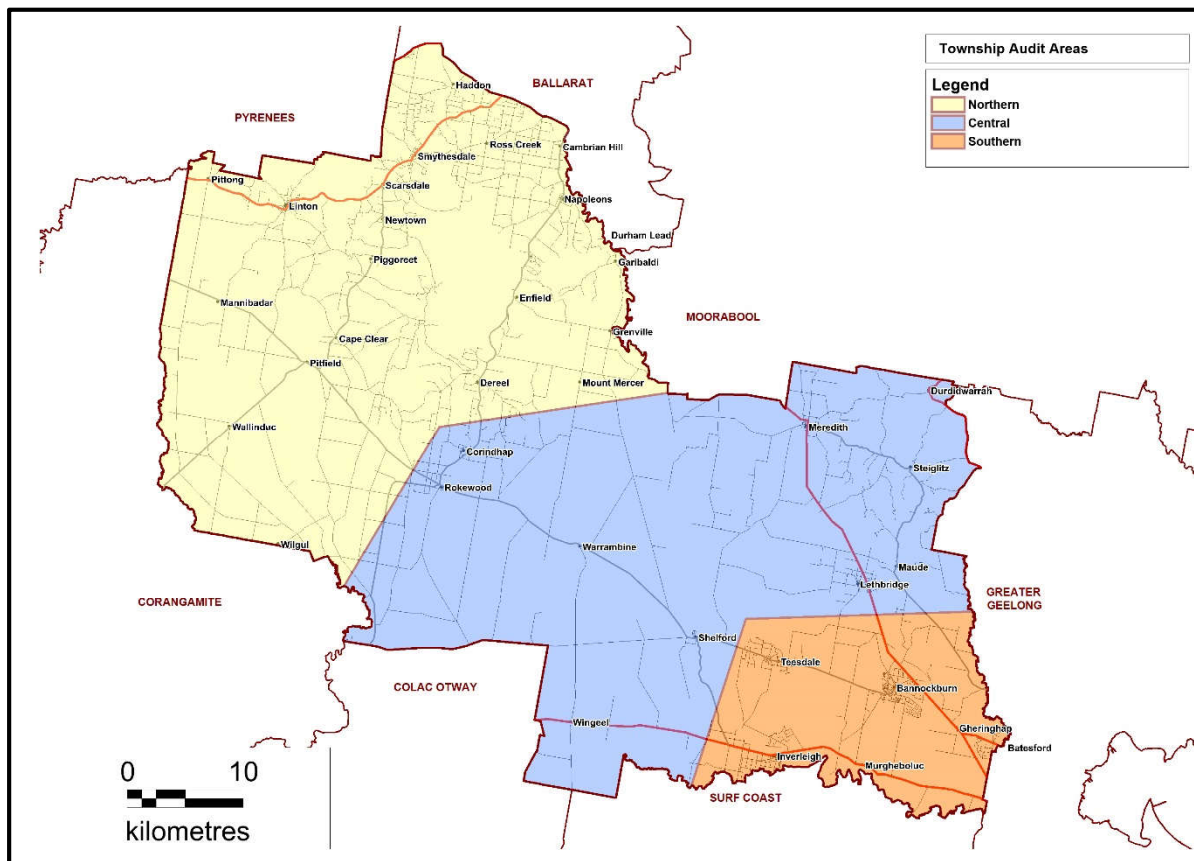 Township Audit Areas
Legend
Northern
Central
Southern
BALLARAT
PYRENEES
Haddon
Ross Creek
Cambrian Hill
Smythesdale
Pittong
Scarsdale
Linton
Napoleons
Newtown
Durham Lead
Piggoreet
Garibaldi
Mannibadar
Enfield
MOORABOOL
Grenville
Cape Clear
Pitfield
Dereel
Mount Mercer
Durdidwarrah
Wallinduc
Meredith
Corindhap
Steiglitz
Rokewood
Wilgul
Warrambine
Maude
Lethbridge
CORANGAMITE
GREATER
GEELONG
Shelford
Teesdale
COLAC OTWAY
Bannockburn
Wingeel
Gheringhap
Batesford
Inverleigh
Murgheboluc
SURF COAST
0 10
kilometres